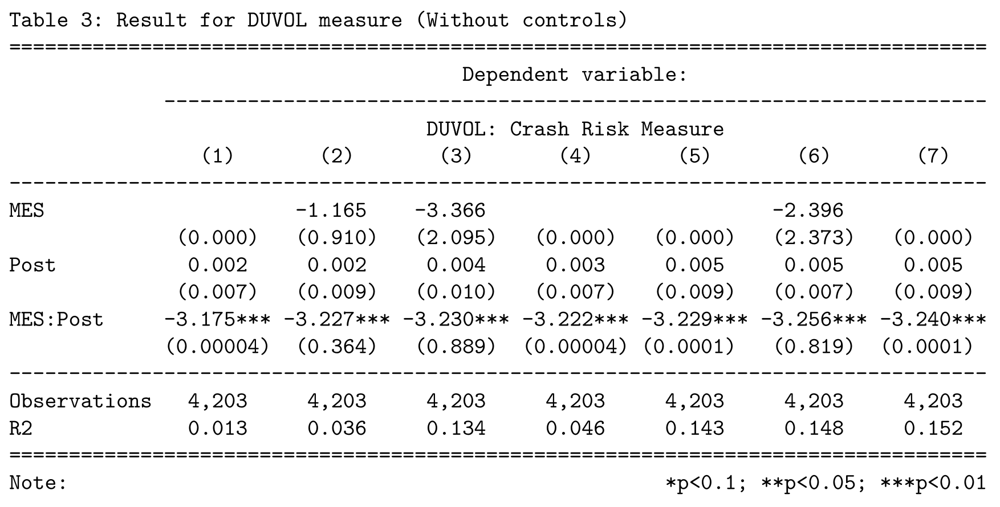 Table 3: Result for DUVOL measure (Without controls)
==================================================================================
Dependent variable:
---------------------------------------------------------------------
DUVOL: Crash Risk Measure
(1) (2) (3) (4) (5) (6) (7)
----------------------------------------------------------------------------------
MES -1.165 -3.366 -2.396
(0.000) (0.910) (2.095) (0.000) (0.000) (2.373) (0.000)
Post 0.002 0.002 0.004 0.003 0.005 0.005 0.005
(0.007) (0.009) (0.010) (0.007) (0.009) (0.007) (0.009)
MES:Post -3.175*** -3.227*** -3.230*** -3.222*** -3.229*** -3.256*** -3.240***
(0.00004) (0.364) (0.889) (0.00004) (0.0001) (0.819) (0.0001)
----------------------------------------------------------------------------------
Observations 4,203 4,203 4,203 4,203 4,203 4,203 4,203
R2 0.013 0.036 0.134 0.046 0.143 0.148 0.152
==================================================================================
Note: *p<0.1; **p<0.05; ***p<0.01